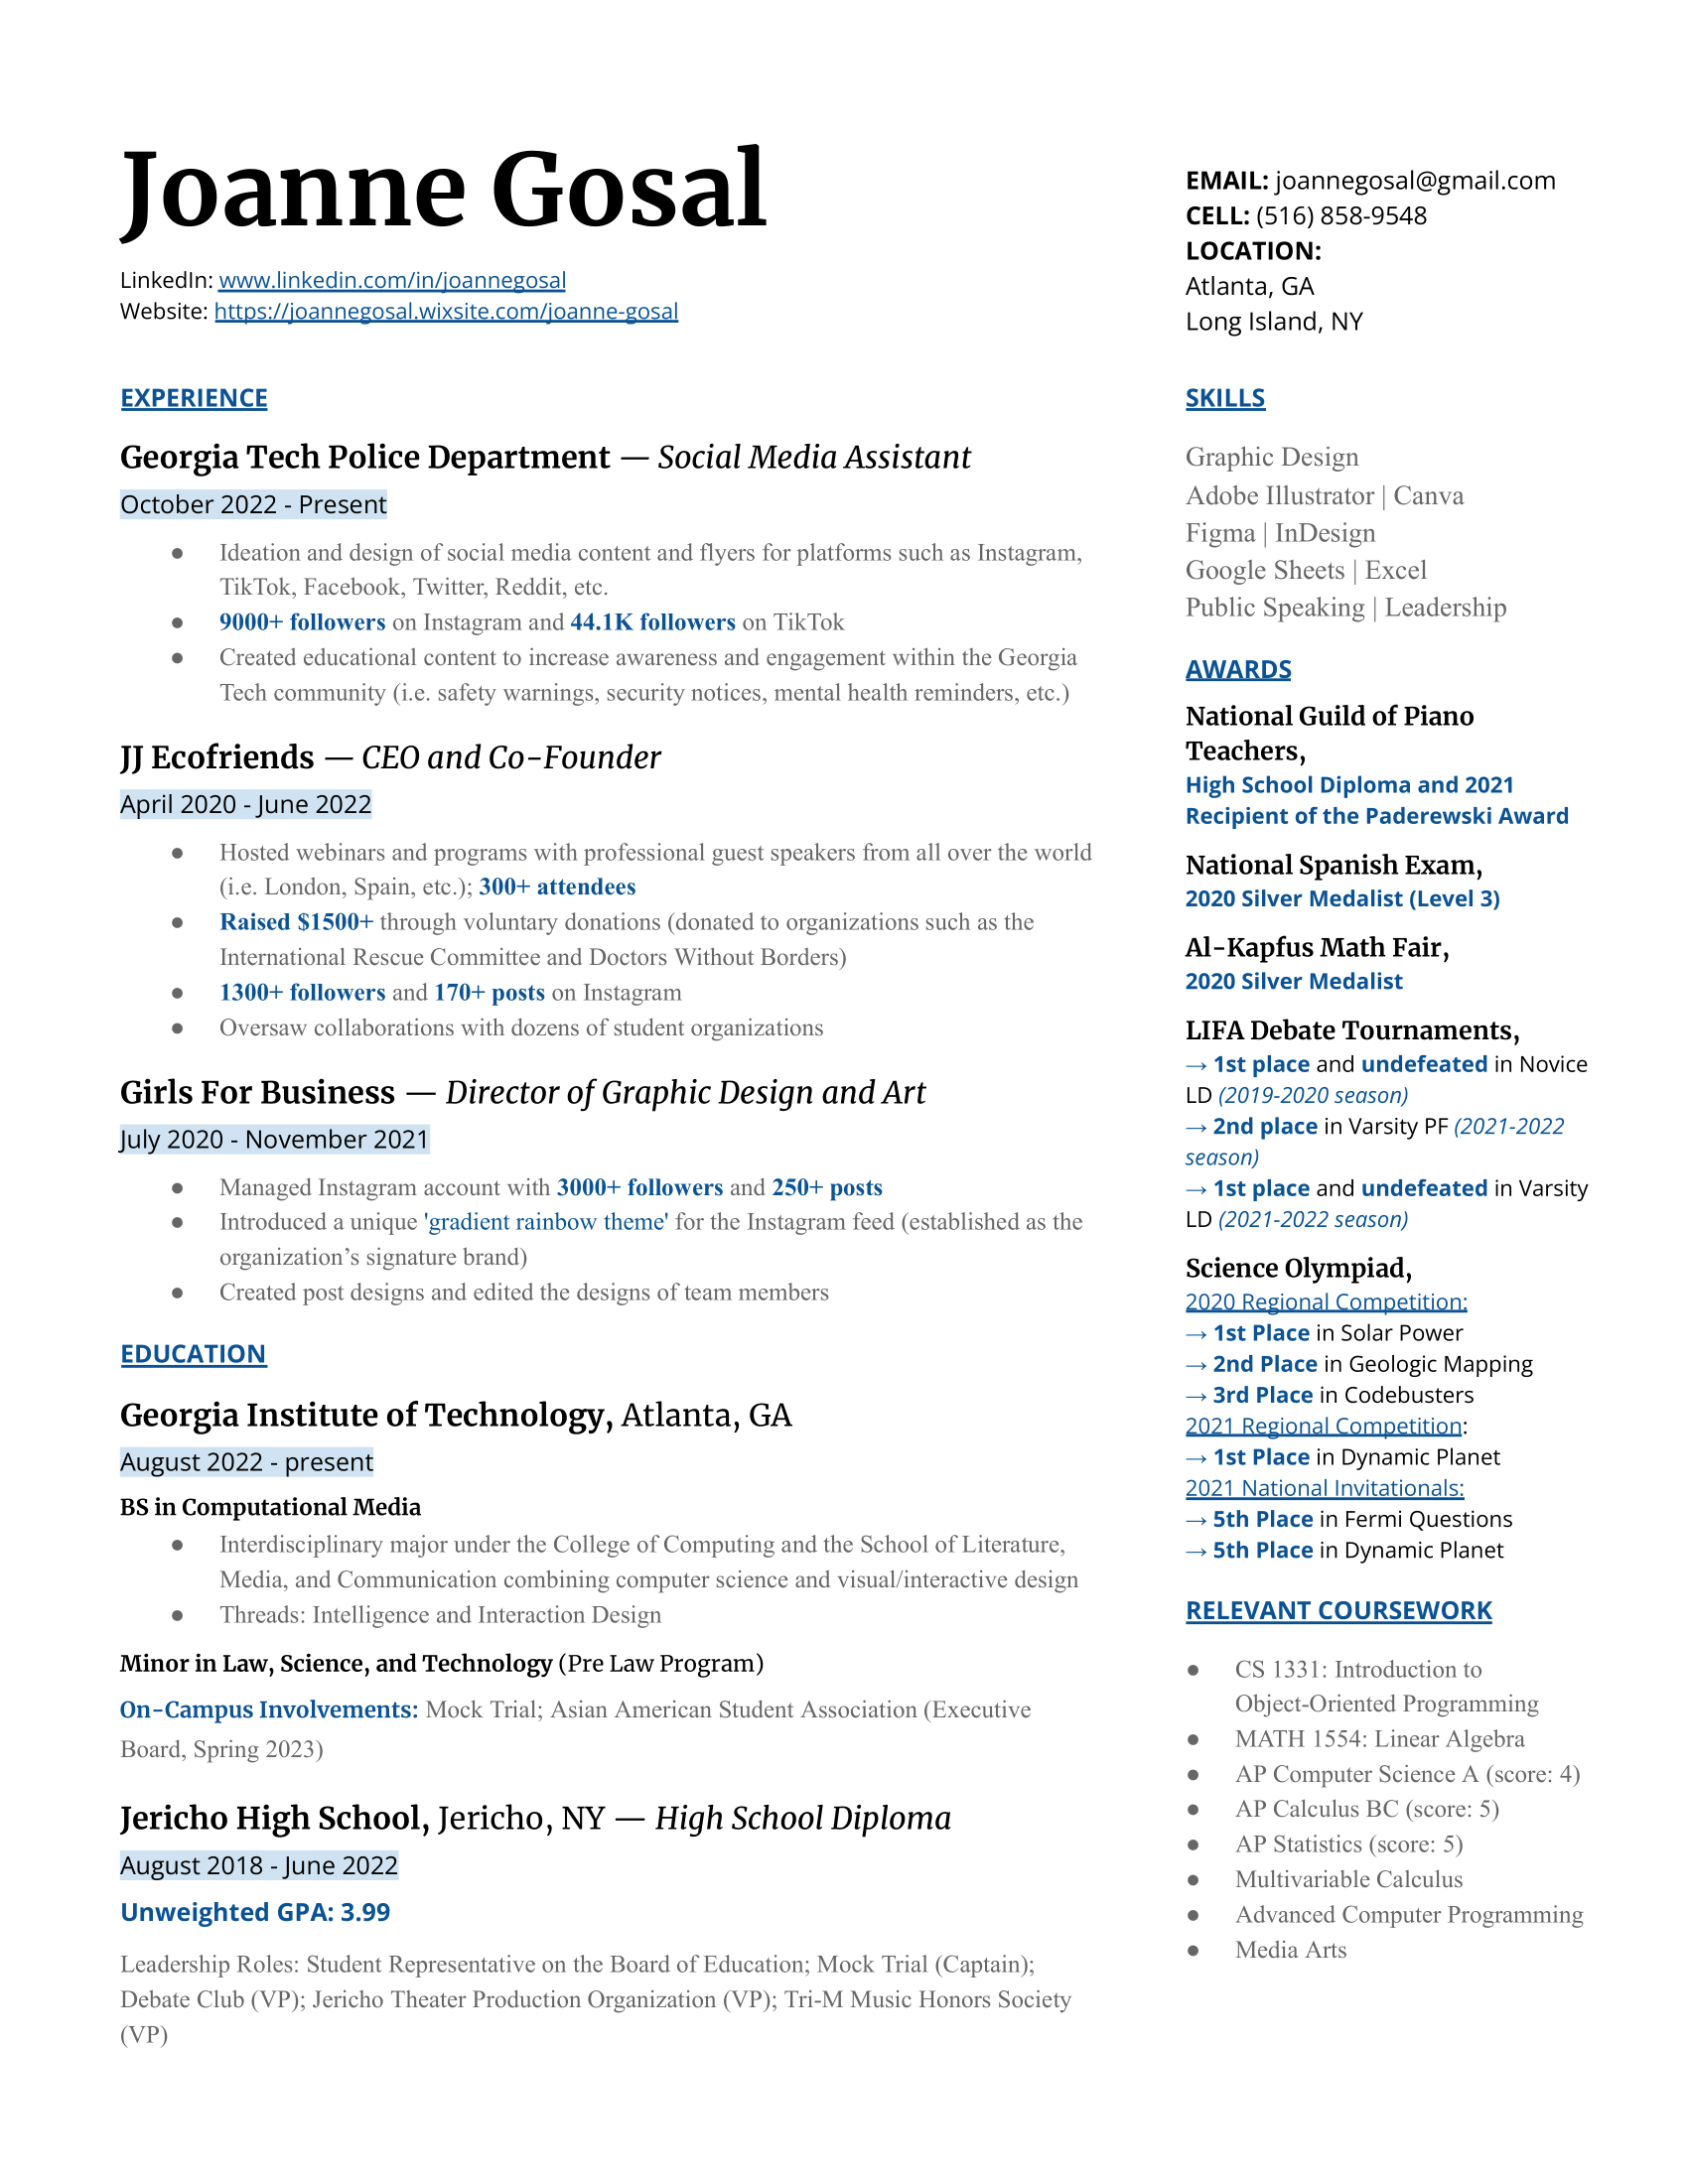 Joanne Gosal
LinkedIn: www.linkedin.com/in/joannegosal
Website: https://joannegosal.wixsite.com/joanne-gosal
EMAIL: joannegosal@gmail.com
CELL: (516) 858-9548
LOCATION:
Atlanta, GA
Long Island, NY
EXPERIENCE
Georgia Tech Police Department — Social Media Assistant
October 2022 - Present
● Ideation and design of social media content and flyers for platforms such as Instagram,
TikTok, Facebook, Twitter, Reddit, etc.
● 9000+ followers on Instagram and 44.1K followers on TikTok
● Created educational content to increase awareness and engagement within the Georgia
Tech community (i.e. safety warnings, security notices, mental health reminders, etc.)
JJ Ecofriends — CEO and Co-Founder
April 2020 - June 2022
● Hosted webinars and programs with professional guest speakers from all over the world
(i.e. London, Spain, etc.); 300+ attendees
● Raised $1500+ through voluntary donations (donated to organizations such as the
International Rescue Committee and Doctors Without Borders)
● 1300+ followers and 170+ posts on Instagram
● Oversaw collaborations with dozens of student organizations
Girls For Business — Director of Graphic Design and Art
July 2020 - November 2021
● Managed Instagram account with 3000+ followers and 250+ posts
● Introduced a unique 'gradient rainbow theme' for the Instagram feed (established as the
organization’s signature brand)
● Created post designs and edited the designs of team members
EDUCATION
Georgia Institute of Technology, Atlanta, GA
August 2022 - present
BS in Computational Media
● Interdisciplinary major under the College of Computing and the School of Literature,
Media, and Communication combining computer science and visual/interactive design
● Threads: Intelligence and Interaction Design
Minor in Law, Science, and Technology (Pre Law Program)
On-Campus Involvements: Mock Trial; Asian American Student Association (Executive
Board, Spring 2023)
Jericho High School, Jericho, NY — High School Diploma
August 2018 - June 2022
Unweighted GPA: 3.99
Leadership Roles: Student Representative on the Board of Education; Mock Trial (Captain);
Debate Club (VP); Jericho Theater Production Organization (VP); Tri-M Music Honors Society
(VP)
SKILLS
Graphic Design
Adobe Illustrator | Canva
Figma | InDesign
Google Sheets | Excel
Public Speaking | Leadership
AWARDS
National Guild of Piano
Teachers,
High School Diploma and 2021
Recipient of the Paderewski Award
National Spanish Exam,
2020 Silver Medalist (Level 3)
Al-Kapfus Math Fair,
2020 Silver Medalist
LIFA Debate Tournaments,
→ 1st place and undefeated in Novice
LD (2019-2020 season)
→ 2nd place in Varsity PF (2021-2022
season)
→ 1st place and undefeated in Varsity
LD (2021-2022 season)
Science Olympiad,
2020 Regional Competition:
→ 1st Place in Solar Power
→ 2nd Place in Geologic Mapping
→ 3rd Place in Codebusters
2021 Regional Competition:
→ 1st Place in Dynamic Planet
2021 National Invitationals:
→ 5th Place in Fermi Questions
→ 5th Place in Dynamic Planet
RELEVANT COURSEWORK
● CS 1331: Introduction to
Object-Oriented Programming
● MATH 1554: Linear Algebra
● AP Computer Science A (score: 4)
● AP Calculus BC (score: 5)
● AP Statistics (score: 5)
● Multivariable Calculus
● Advanced Computer Programming
● Media Arts